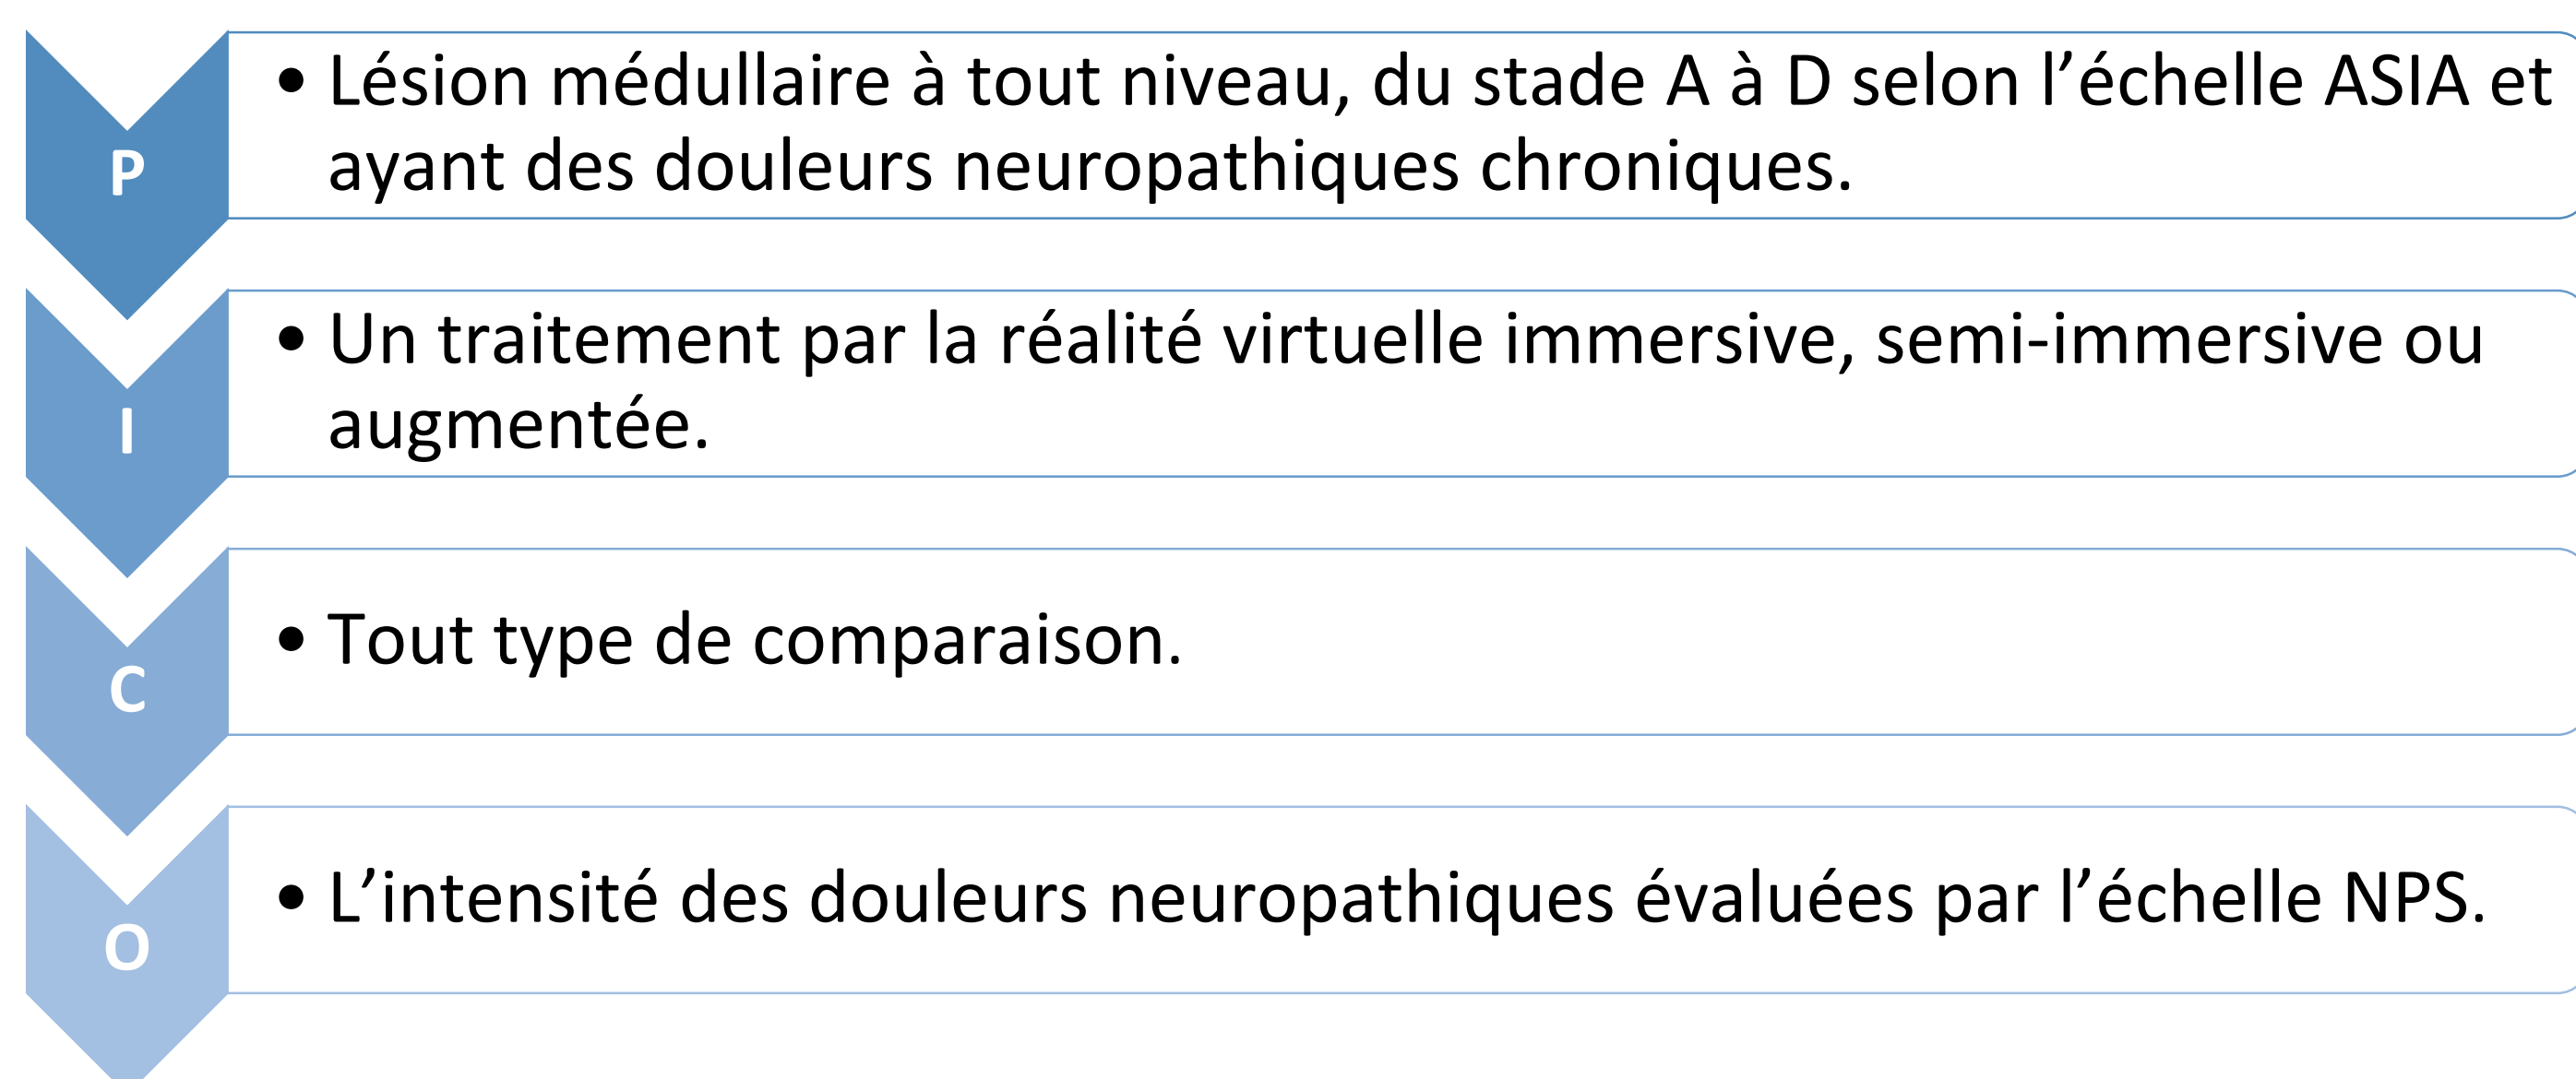 P
• Lésion médullaire à tout niveau, du stade A à D selon l’échelle ASIA et
ayant des douleurs neuropathiques chroniques.
I
• Un traitement par la réalité virtuelle immersive, semi-immersive ou
augmentée.
C
• Tout type de comparaison.
O
• L’intensité des douleurs neuropathiques évaluées par l’échelle NPS.